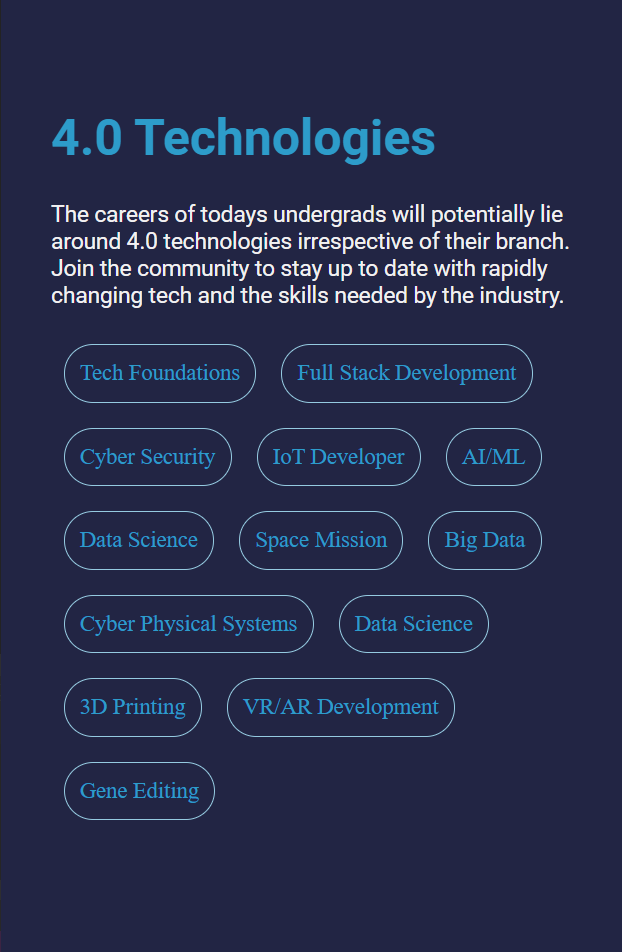 4.0 Technologies
The careers of todays undergrads will potentially lie
around 4.0 technologies irrespective of their branch.
Join the community to stay up to date with rapidly
changing tech and the skills needed by the industry.
Tech Foundations Full Stack Development
Cyber Security IoT Developer AI/ML
Data Science Space Mission Big Data
Cyber Physical Systems Data Science
3D Printing VR/AR Development
Gene Editing